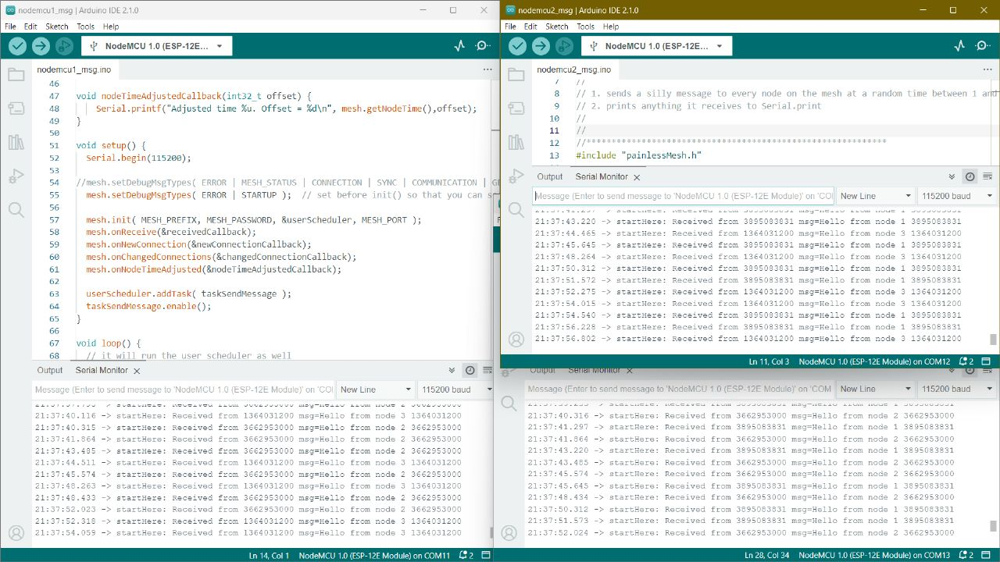 nodemcu1_msg | Arduino IDE 2.1.0
File Edit Sketch Tools Help
NodeMCU 1.0 (ESP-12E...
nodemcu1_msg.ino
46
47 void nodeTimeAdjustedCallback(int32_t offset) {
48 Serial.printf("Adjusted time %u. Offset = %d\n", mesh.getNodeTime(),offset);
49 }
50
51 void setup() {
52 Serial.begin(115200);
53
54 //mesh.setDebugMsgTypes( ERROR | MESH_STATUS | CONNECTION | SYNC | COMMUNICATION | GE
55 mesh.setDebugMsgTypes( ERROR | STARTUP ); // set before init() so that you can s
56
57 mesh.init( MESH_PREFIX, MESH_PASSWORD, &userScheduler, MESH_PORT );
58 mesh.onReceive(&receivedCallback);
59 mesh.onNewConnection(&newConnectionCallback);
60 mesh.onChangedConnections(&changedConnectionCallback);
61 mesh.onNodeTimeAdjusted(&nodeTimeAdjustedCallback);
62
63 userScheduler.addTask( taskSendMessage );
64 taskSendMessage.enable();
65 }
66
67 void loop() {
68 // it will run the user scheduler as well
Output Serial Monitor
Message (Enter to send message to 'NodeMCU 1.0 (ESP-12E Module)' on 'CO New Line 115200 baud
21:37:40.116 -> startHere: Received from 1364031200 msg=Hello from node 3 1364031200
21:37:40.315 -> startHere: Received from 3662953000 msg=Hello from node 2 3662953000
21:37:41.864 -> startHere: Received from 3662953000 msg=Hello from node 2 3662953000
21:37:43.485 -> startHere: Received from 3662953000 msg=Hello from node 2 3662953000
21:37:44.511 -> startHere: Received from 1364031200 msg=Hello from node 3 1364031200
21:37:45.574 -> startHere: Received from 3662953000 msg=Hello from node 2 3662953000
21:37:48.263 -> startHere: Received from 1364031200 msg=Hello from node 3 1364031200
21:37:48.433 -> startHere: Received from 3662953000 msg=Hello from node 2 3662953000
21:37:52.023 -> startHere: Received from 3662953000 msg=Hello from node 2 3662953000
21:37:52.318 -> startHere: Received from 1364031200 msg=Hello from node 3 1364031200
21:37:54.059 -> startHere: Received from 1364031200 msg=Hello from node 3 1364031200
Ln 14, Col 1 NodeMCU 1.0 (ESP-12E Module) on COM11 2
nodemcu2_msg | Arduino IDE 2.1.0
File Edit Sketch Tools Help
NodeMCU 1.0 (ESP-12E...
nodemcu2_msg.ino
7 //
8 // 1. sends a silly message to every node on the mesh at a random time between 1 and
9 // 2. prints anything it receives to Serial.print
10 //
11 //
12 //************************************************************
13 #include "painlessMesh.h"
Output Serial Monitor
Message (Enter to send message to 'NodeMCU 1.0 (ESP-12E Module)' on 'CO New Line 115200 baud
21:37:41.297 -> startHere: Received from 3895083831 msg=Hello from node 1 3895083831
21:37:43.220 -> startHere: Received from 3895083831 msg=Hello from node 1 3895083831
21:37:44.465 -> startHere: Received from 1364031200 msg=Hello from node 3 1364031200
21:37:45.645 -> startHere: Received from 3895083831 msg=Hello from node 1 3895083831
21:37:48.264 -> startHere: Received from 1364031200 msg=Hello from node 3 1364031200
21:37:50.312 -> startHere: Received from 3895083831 msg=Hello from node 1 3895083831
21:37:51.572 -> startHere: Received from 3895083831 msg=Hello from node 1 3895083831
21:37:52.275 -> startHere: Received from 1364031200 msg=Hello from node 3 1364031200
21:37:54.015 -> startHere: Received from 1364031200 msg=Hello from node 3 1364031200
21:37:54.540 -> startHere: Received from 3895083831 msg=Hello from node 1 3895083831
21:37:56.228 -> startHere: Received from 3895083831 msg=Hello from node 1 3895083831
21:37:56.802 -> startHere: Received from 1364031200 msg=Hello from node 3 1364031200
Ln 11, Col 3 NodeMCU 1.0 (ESP-12E Module) on COM12 2
Output Serial Monitor
Message (Enter to send message to 'NodeMCU 1.0 (ESP-12E Module)' on 'COM New Line 115200 baud
21:37:40.316 -> startHere: Received from 3662953000 msg=Hello from node 2 3662953000
21:37:41.297 -> startHere: Received from 3895083831 msg=Hello from node 1 3895083831
21:37:41.864 -> startHere: Received from 3662953000 msg=Hello from node 2 3662953000
21:37:43.220 -> startHere: Received from 3895083831 msg=Hello from node 1 3895083831
21:37:43.485 -> startHere: Received from 3662953000 msg=Hello from node 2 3662953000
21:37:45.574 -> startHere: Received from 3662953000 msg=Hello from node 2 3662953000
21:37:45.645 -> startHere: Received from 3895083831 msg=Hello from node 1 3895083831
21:37:48.434 -> startHere: Received from 3662953000 msg=Hello from node 2 3662953000
21:37:50.312 -> startHere: Received from 3895083831 msg=Hello from node 1 3895083831
21:37:51.573 -> startHere: Received from 3895083831 msg=Hello from node 1 3895083831
21:37:52.024 -> startHere: Received from 3662953000 msg=Hello from node 2 3662953000
Ln 28, Col 34 NodeMCU 1.0 (ESP-12E Module) on COM13 2